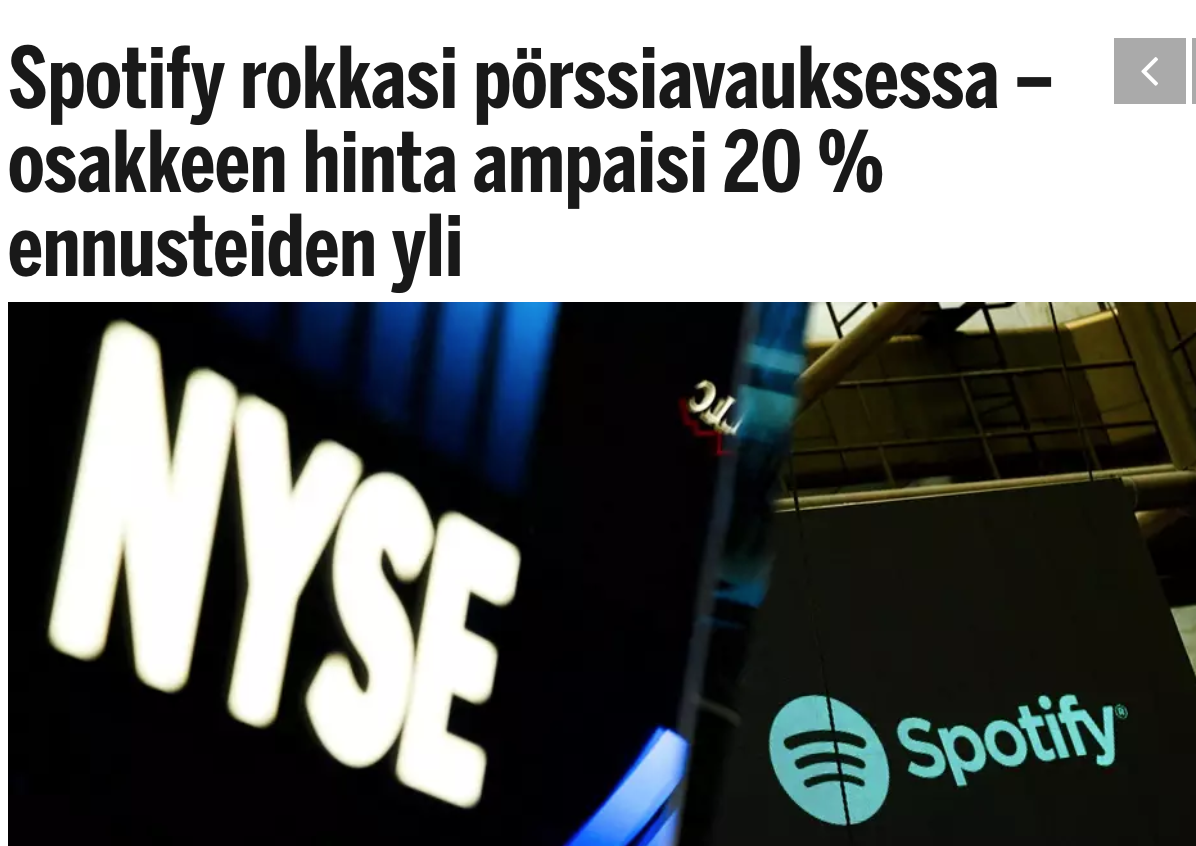 Spotify rokkasi pörssiavauksessa –
osakkeen hinta ampaisi 20 %
ennusteiden yli
NYSE
Spotify®